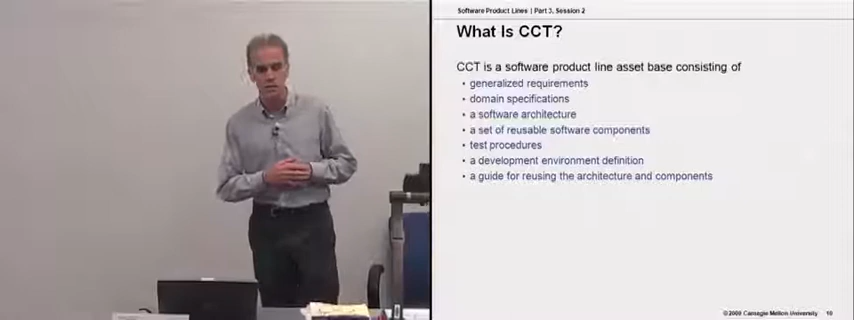 Software Product Lines | Part 3, Session 2
What Is CCT?
CCT is a software product line asset base consisting of
• generalized requirements
• domain specifications
• a software architecture
• a set of reusable software components
• test procedures
• a development environment definition
• a guide for reusing the architecture and components
© 2008 Carnegie Mellon University 10